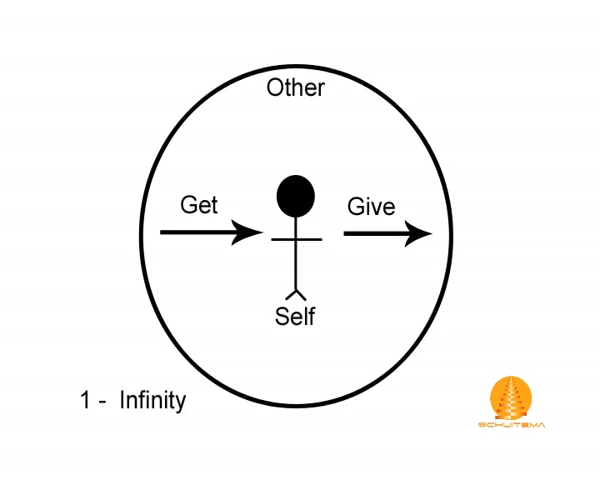 Other
Get
Give
Self
1 - Infinity
SCHUITEMA